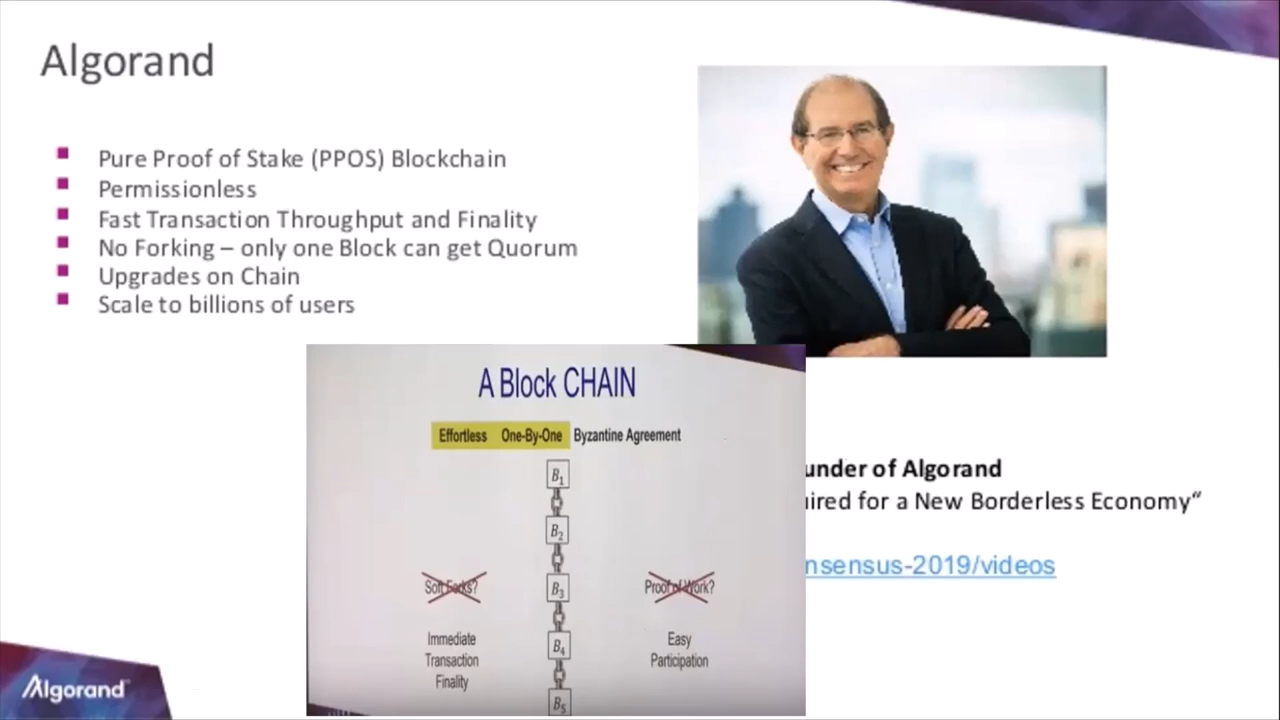 Algorand
Pure Proof of Stake (PPOS) Blockchain
Permissionless
Fast Transaction Throughput and Finality
No Forking – only one Block can get Quorum
Upgrades on Chain
Scale to billions of users
A Block CHAIN
Effortless One-By-One Byzantine Agreement
B1
B2
Soft Forks? B3 Proof of Work?
Immediate B4 Easy
Transaction Participation
Finality
B5
of Algorand
for a New Borderless Economy“
nsensus-2019/videos
Algorand